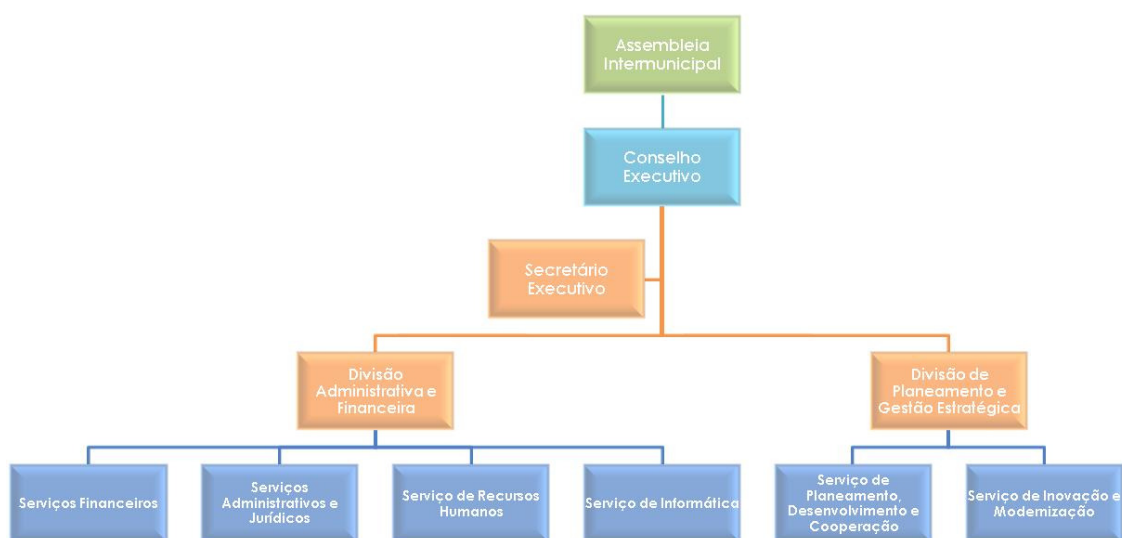 Assembleia
Intermunicipal
Conselho
Executivo
Secretário
Executivo
Divisão
Administrativa e
Financeira
Divisão de
Planeamento e
Gestão Estratégica
Serviços Financeiros
Serviços
Administrativos e
Jurídicos
Serviço de Recursos
Humanos
Serviço de Informática
Serviço de
Planeamento,
Desenvolvimento e
Cooperação
Serviço de Inovação e
Modernização